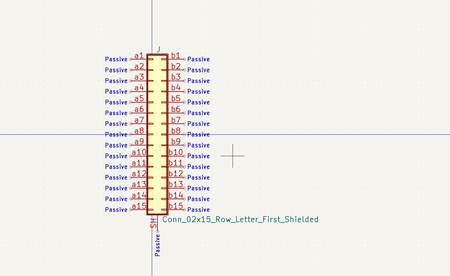 J
Passive a1 b1 Passive
Passive a2 b2 Passive
Passive a3 b3 Passive
Passive a4 b4 Passive
Passive a5 b5 Passive
Passive a6 b6 Passive
Passive a7 b7 Passive
Passive a8 b8 Passive
Passive a9 b9 Passive
Passive a10 b10 Passive
Passive a11 b11 Passive
Passive a12 b12 Passive
Passive a13 b13 Passive
Passive a14 b14 Passive
Passive a15 b15 Passive
SH
Conn_02x15_Row_Letter_First_Shielded
Passive